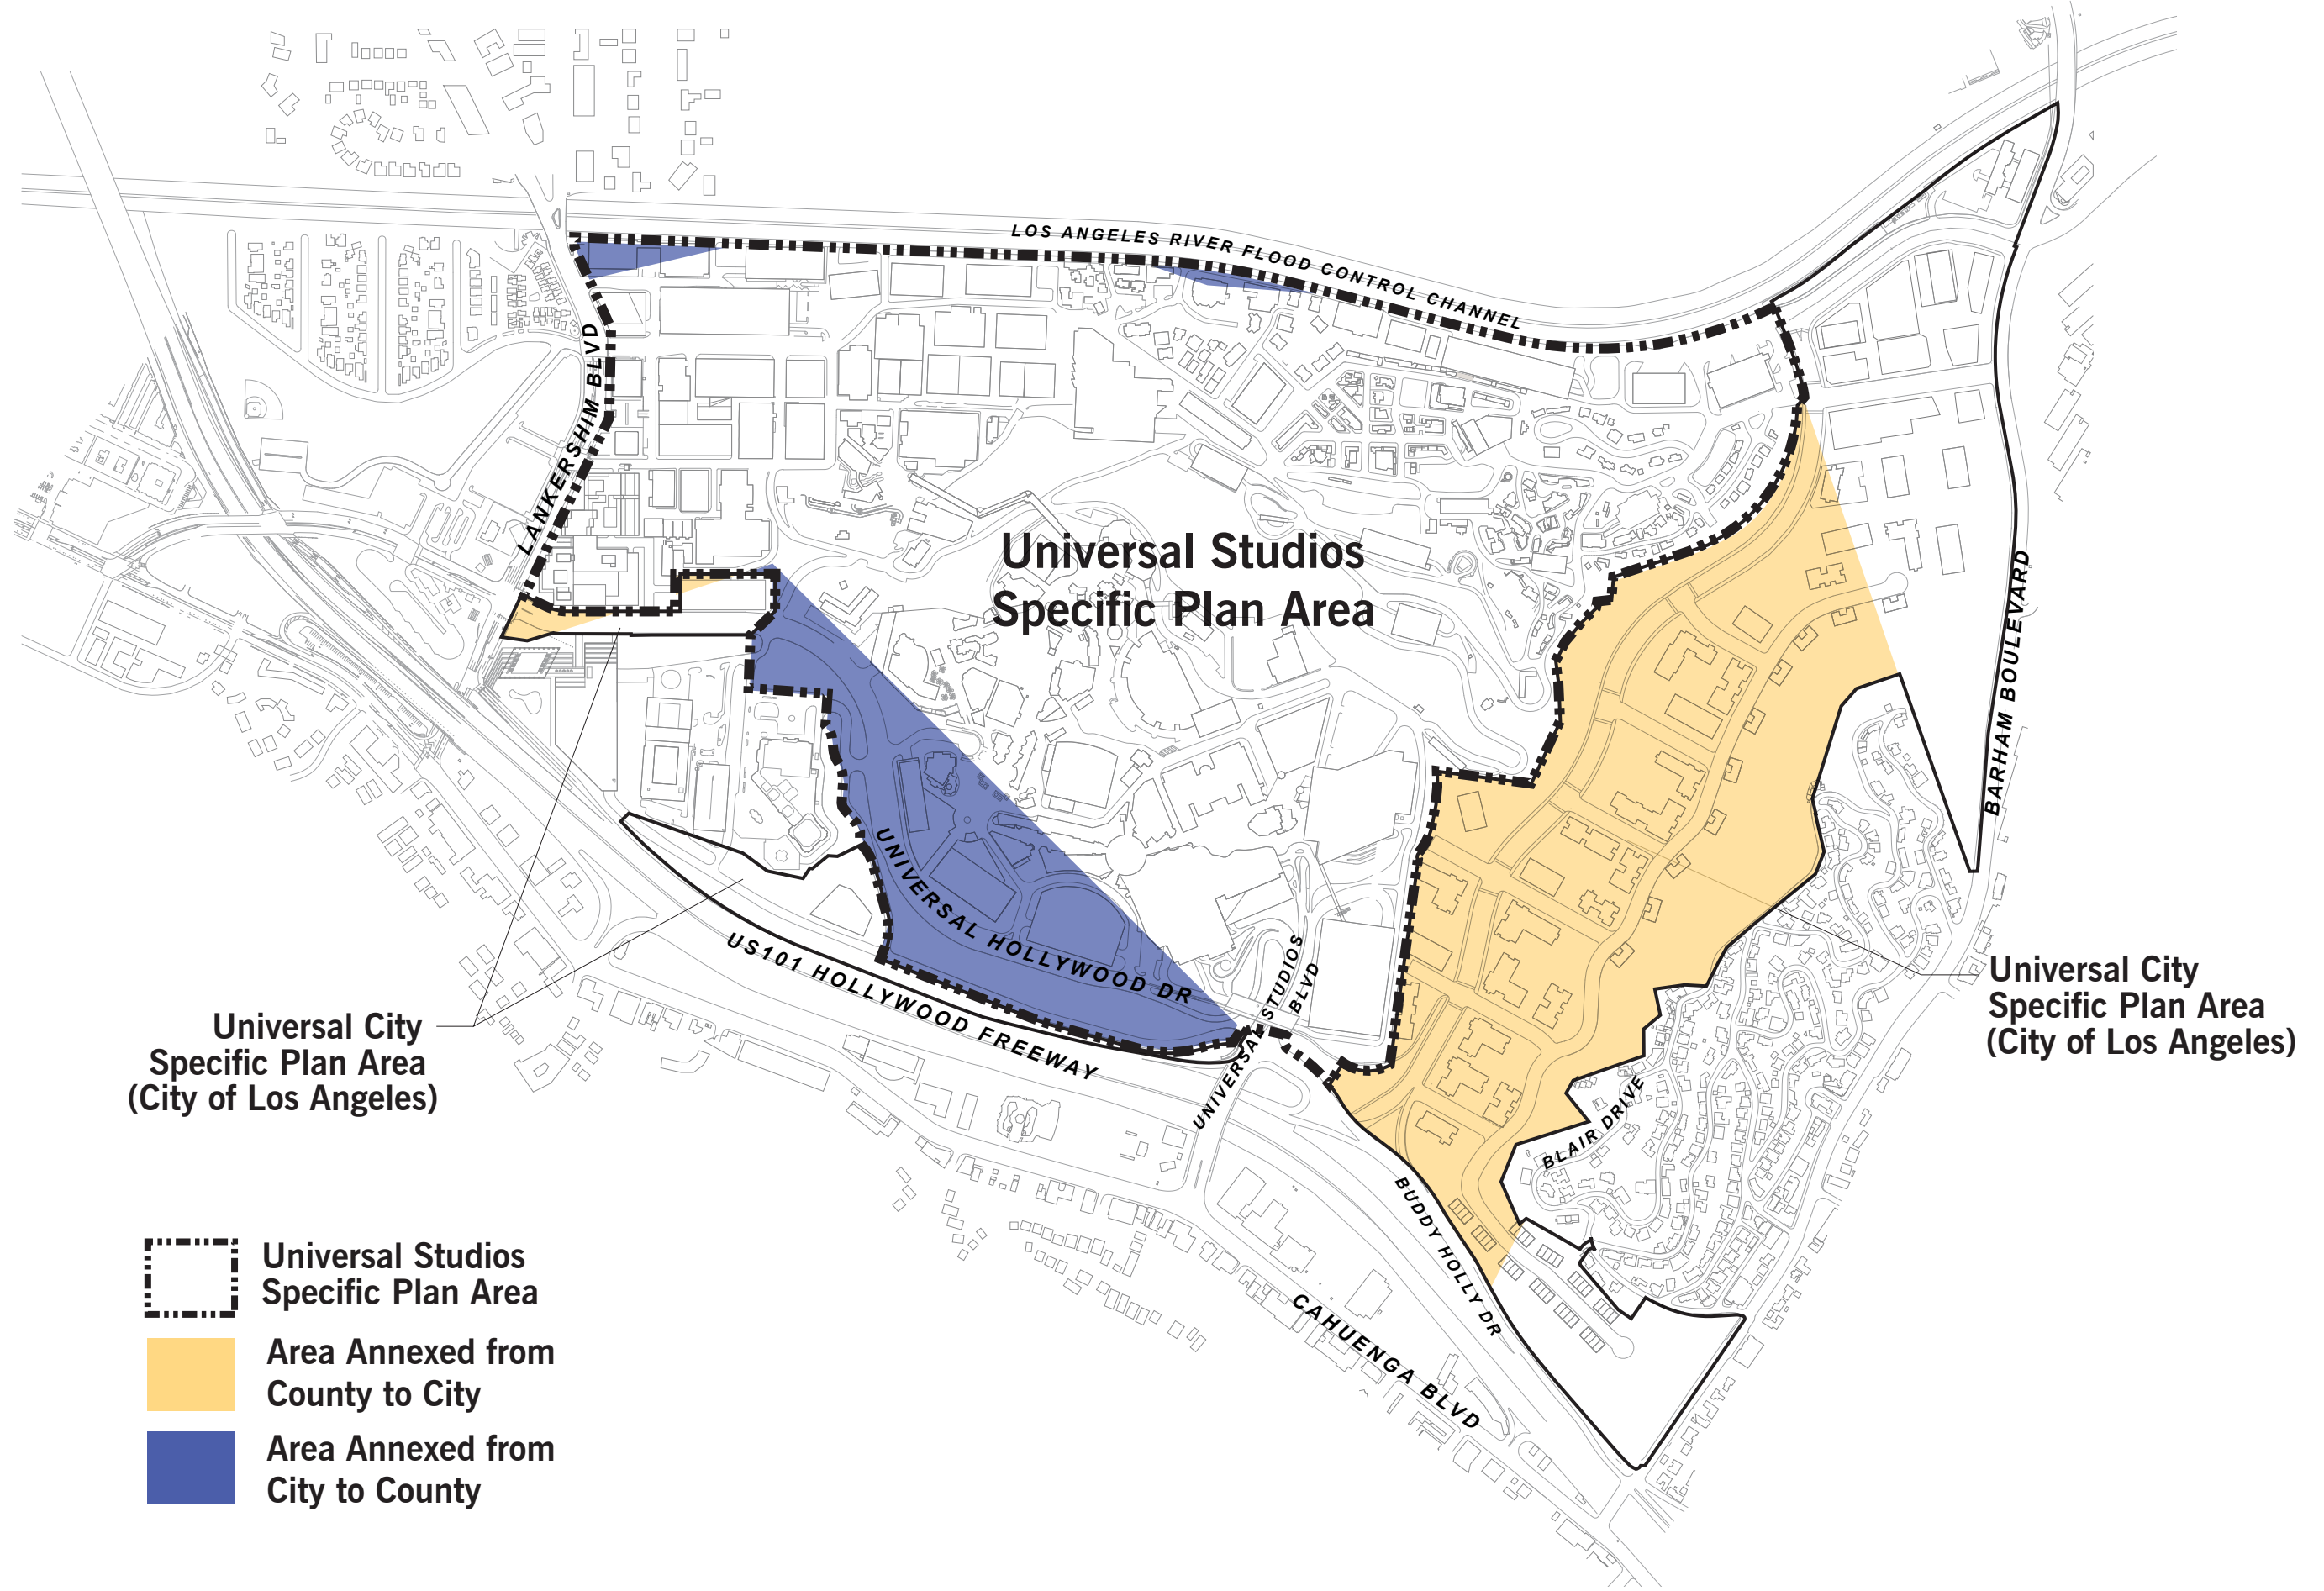 LOS ANGELES RIVER FLOOD CONTROL CHANNEL
LANKERSHIM BLVD
Universal Studios
Specific Plan Area
BARHAM BOULEVARD
UNIVERSAL HOLLYWOOD DR
US101 HOLLYWOOD FREEWAY
UNIVERSAL STUDIOS
BLVD
Universal City
Specific Plan Area
(City of Los Angeles)
Universal City
Specific Plan Area
(City of Los Angeles)
BLAIR DRIVE
BUDDY HOLLY DR
CAHUENGA BLVD
Universal Studios
Specific Plan Area
Area Annexed from
County to City
Area Annexed from
City to County